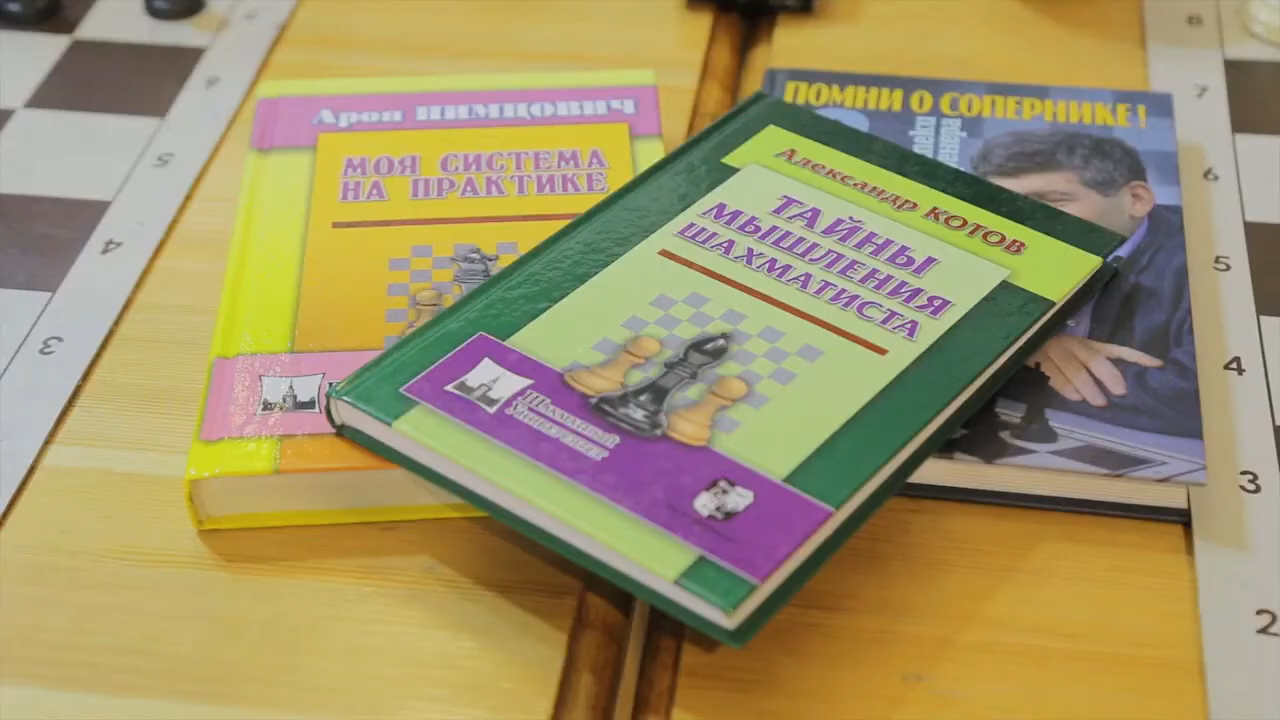 Арон НИМЦОВИЧ
МОЯ СИСТЕМА
НА ПРАКТИКЕ
Александр КОТОВ
ТАЙНЫ
МЫШЛЕНИЯ
ШАХМАТИСТА
Шахматный
Университет
ПОМНИ О СОПЕРНИКЕ!
6
5
4
3
8
7
6
5
4
3
2